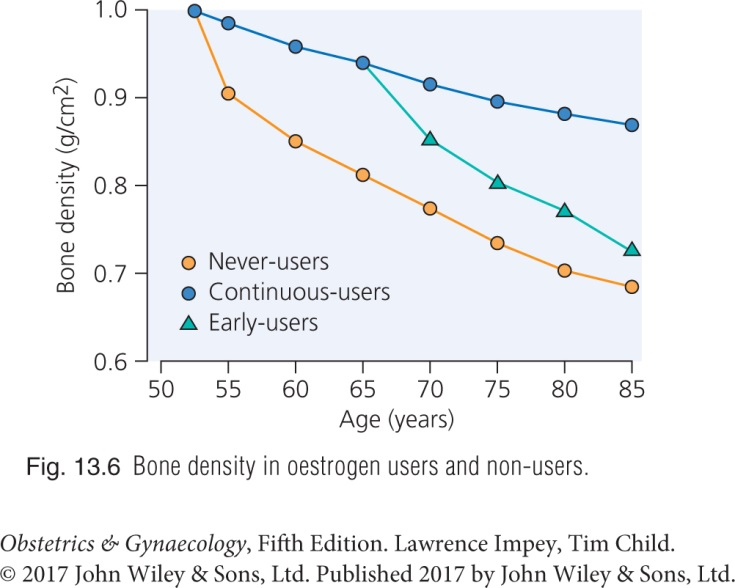 1.0
0.9
0.8
0.7
0.6
Bone density (g/cm²)
Never-users
Continuous-users
Early-users
50 55 60 65 70 75 80 85
Age (years)
Fig. 13.6 Bone density in oestrogen users and non-users.
Obstetrics & Gynaecology, Fifth Edition. Lawrence Impey, Tim Child.
© 2017 John Wiley & Sons, Ltd. Published 2017 by John Wiley & Sons, Ltd.